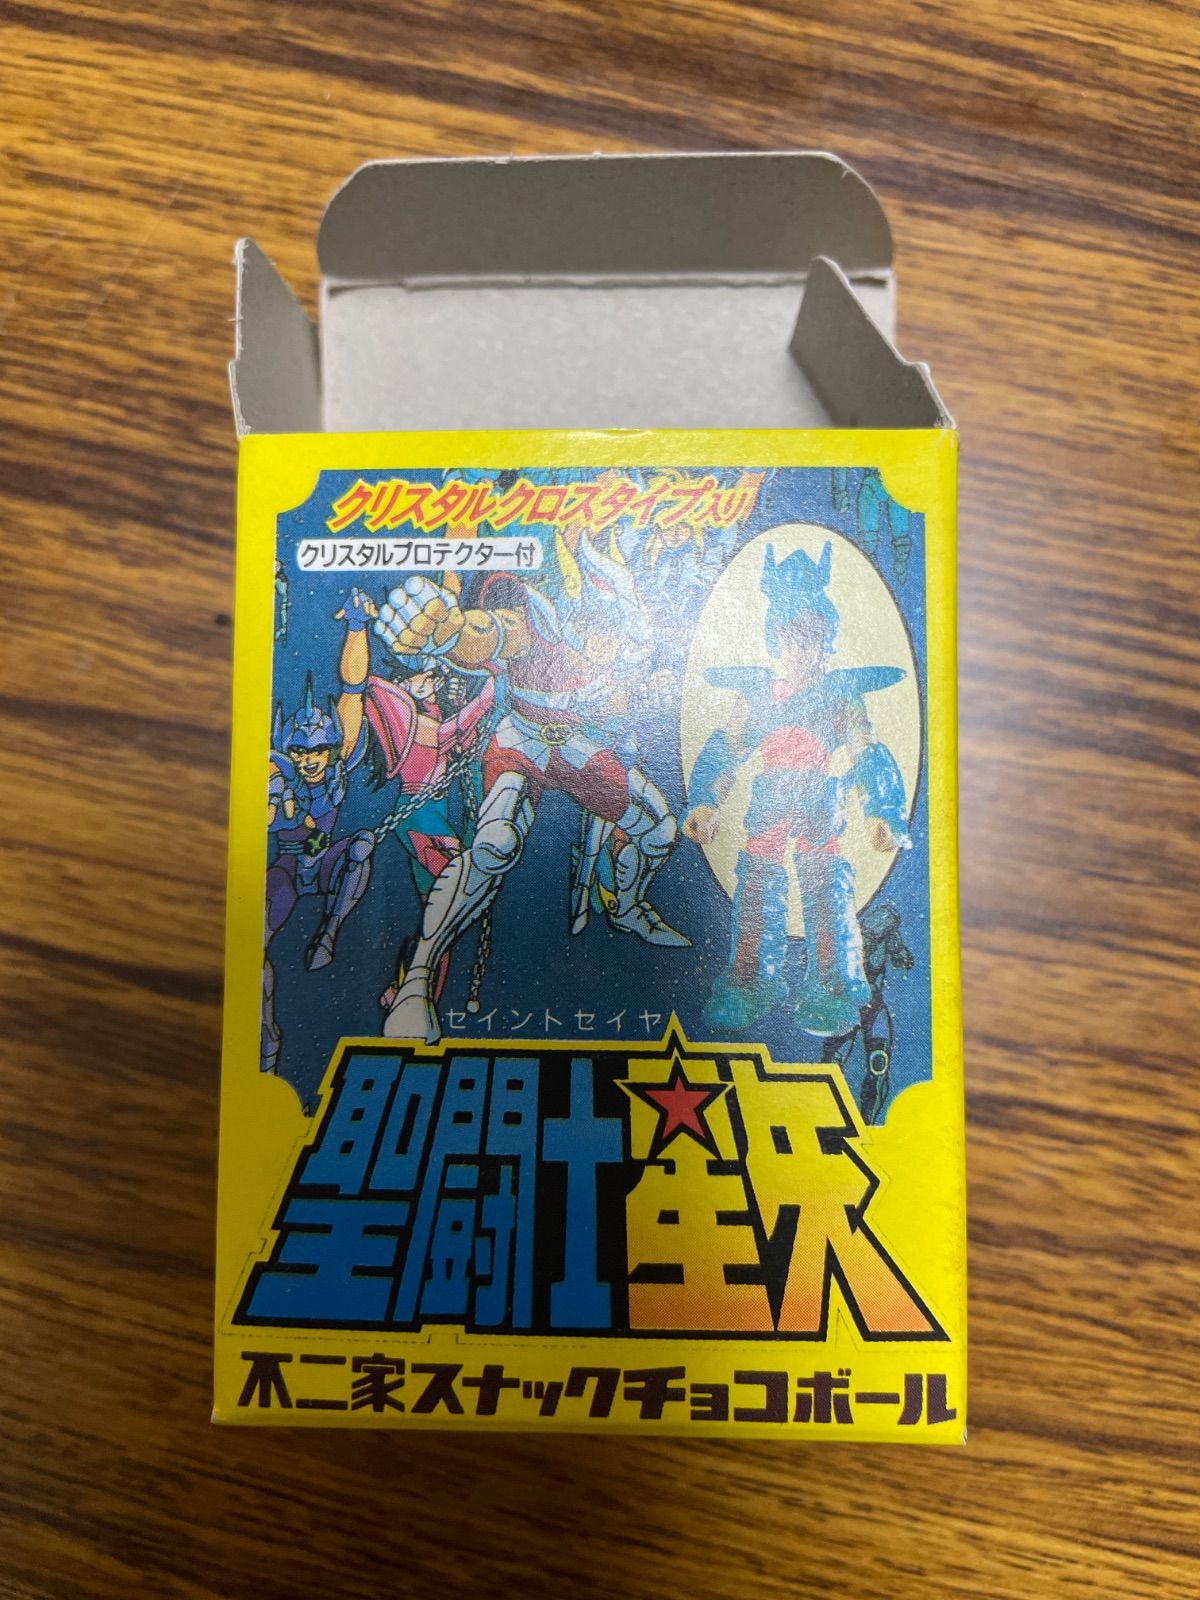 クリスタルクロスタイプ入り
クリスタルプロテクター付
セイントセイヤ
聖闘士星矢
不二家スナックチョコボール